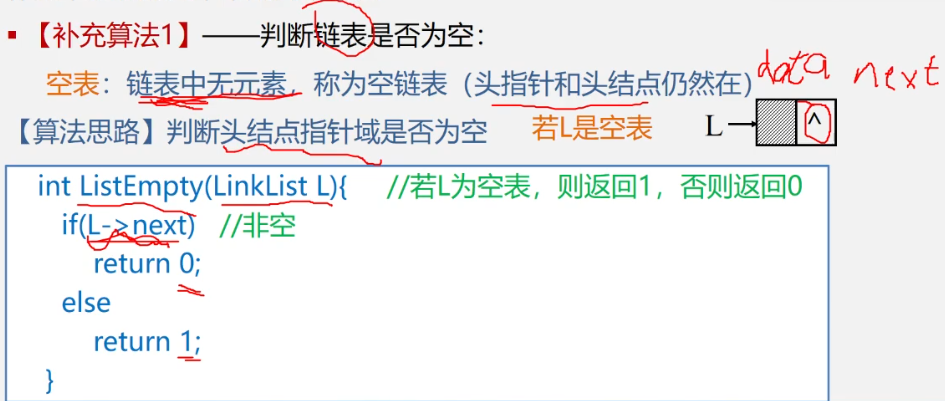 ▪【补充算法1】——判断链表是否为空：
空表：链表中无元素，称为空链表（头指针和头结点仍然在）
data next
【算法思路】判断头结点指针域是否为空 若L是空表 L ^
int ListEmpty(LinkList L){ //若L为空表，则返回1，否则返回0
if(L->next) //非空
return 0;
else
return 1;
}